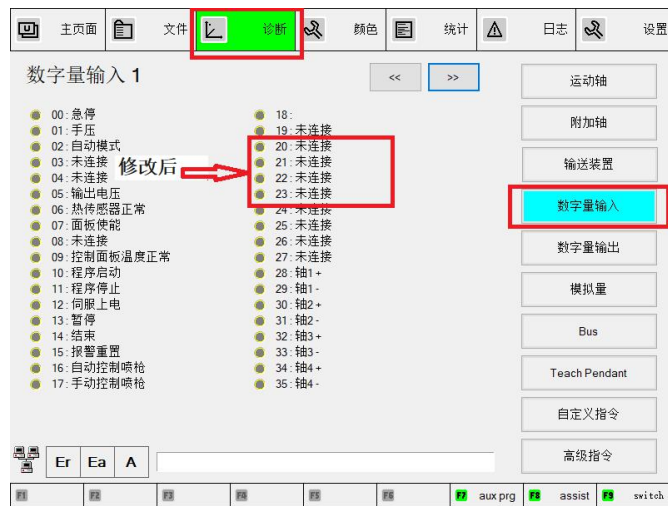 主页面 文件 诊断 颜色 统计 日志 设置
数字量输入 1
<< >>
00:急停
01:手压
02:自动模式
03:未连接
04:未连接
05:输出电压
06:热传感器正常
07:面板使能
08:未连接
09:控制面板温度正常
10:程序启动
11:程序停止
12:伺服上电
13:暂停
14:结束
15:报警重置
16:自动控制喷枪
17:手动控制喷枪
修改后
18:
19:未连接
20:未连接
21:未连接
22:未连接
23:未连接
24:未连接
25:未连接
26:未连接
27:未连接
28:轴1+
29:轴1-
30:轴2+
31:轴2-
32:轴3+
33:轴3-
34:轴4+
35:轴4-
运动轴
附加轴
输送装置
数字量输入
数字量输出
模拟量
Bus
Teach Pendant
自定义指令
高级指令
Er Ea A
F1 F2 F3 F4 F5 F6 F7 aux prg F8 assist F9 switch